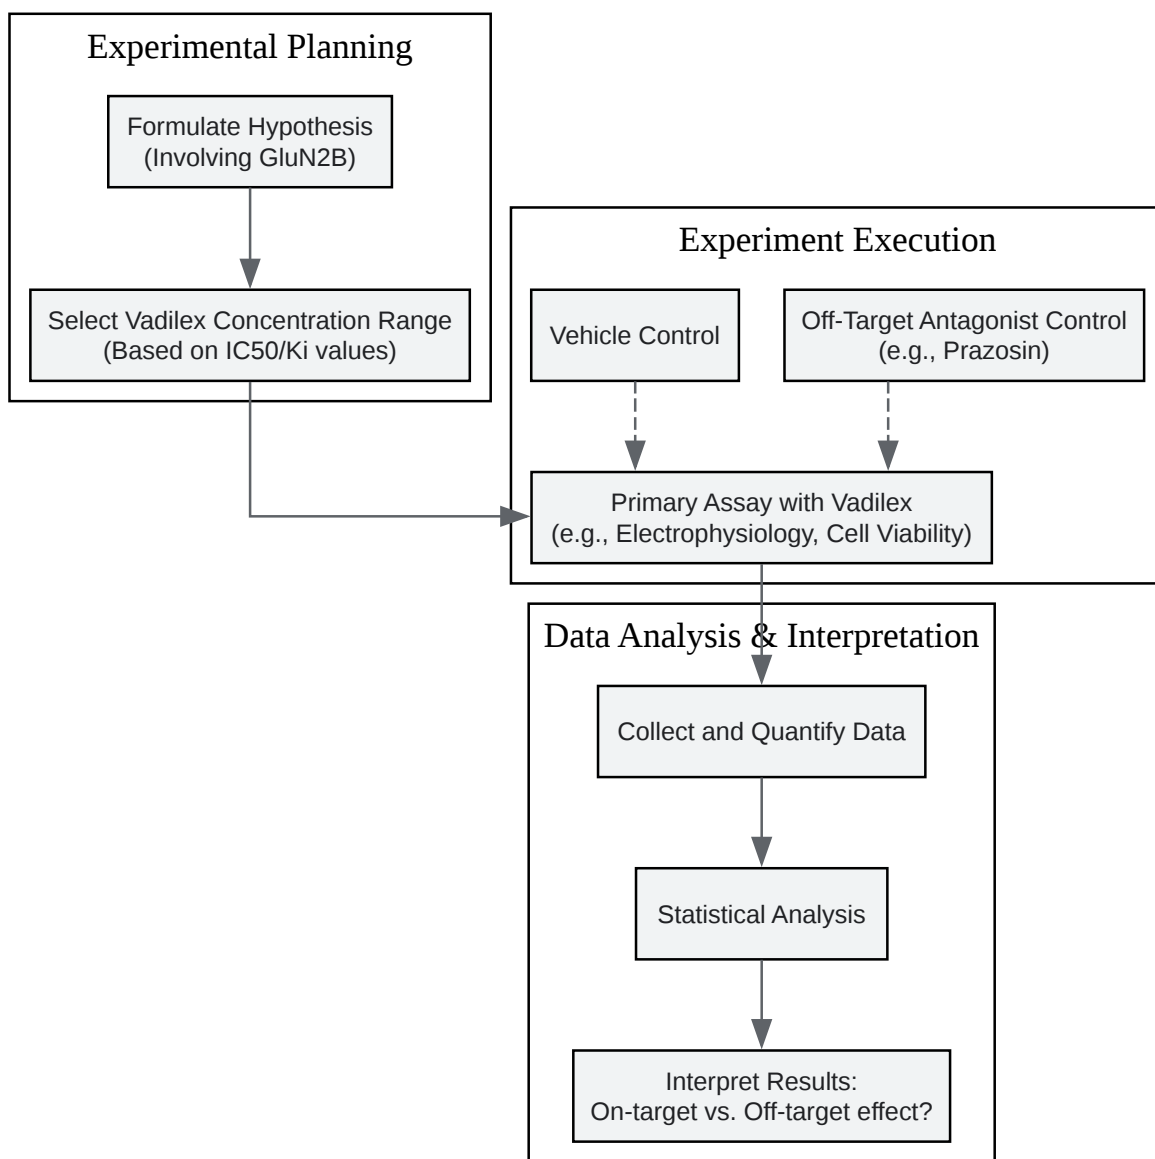 Experimental Planning
Formulate Hypothesis
(Involving GluN2B)
Select Vadilex Concentration Range
(Based on IC50/Ki values)
Experiment Execution
Vehicle Control
Off-Target Antagonist Control
(e.g., Prazosin)
Primary Assay with Vadilex
(e.g., Electrophysiology, Cell Viability)
Data Analysis & Interpretation
Collect and Quantify Data
Statistical Analysis
Interpret Results:
On-target vs. Off-target effect?